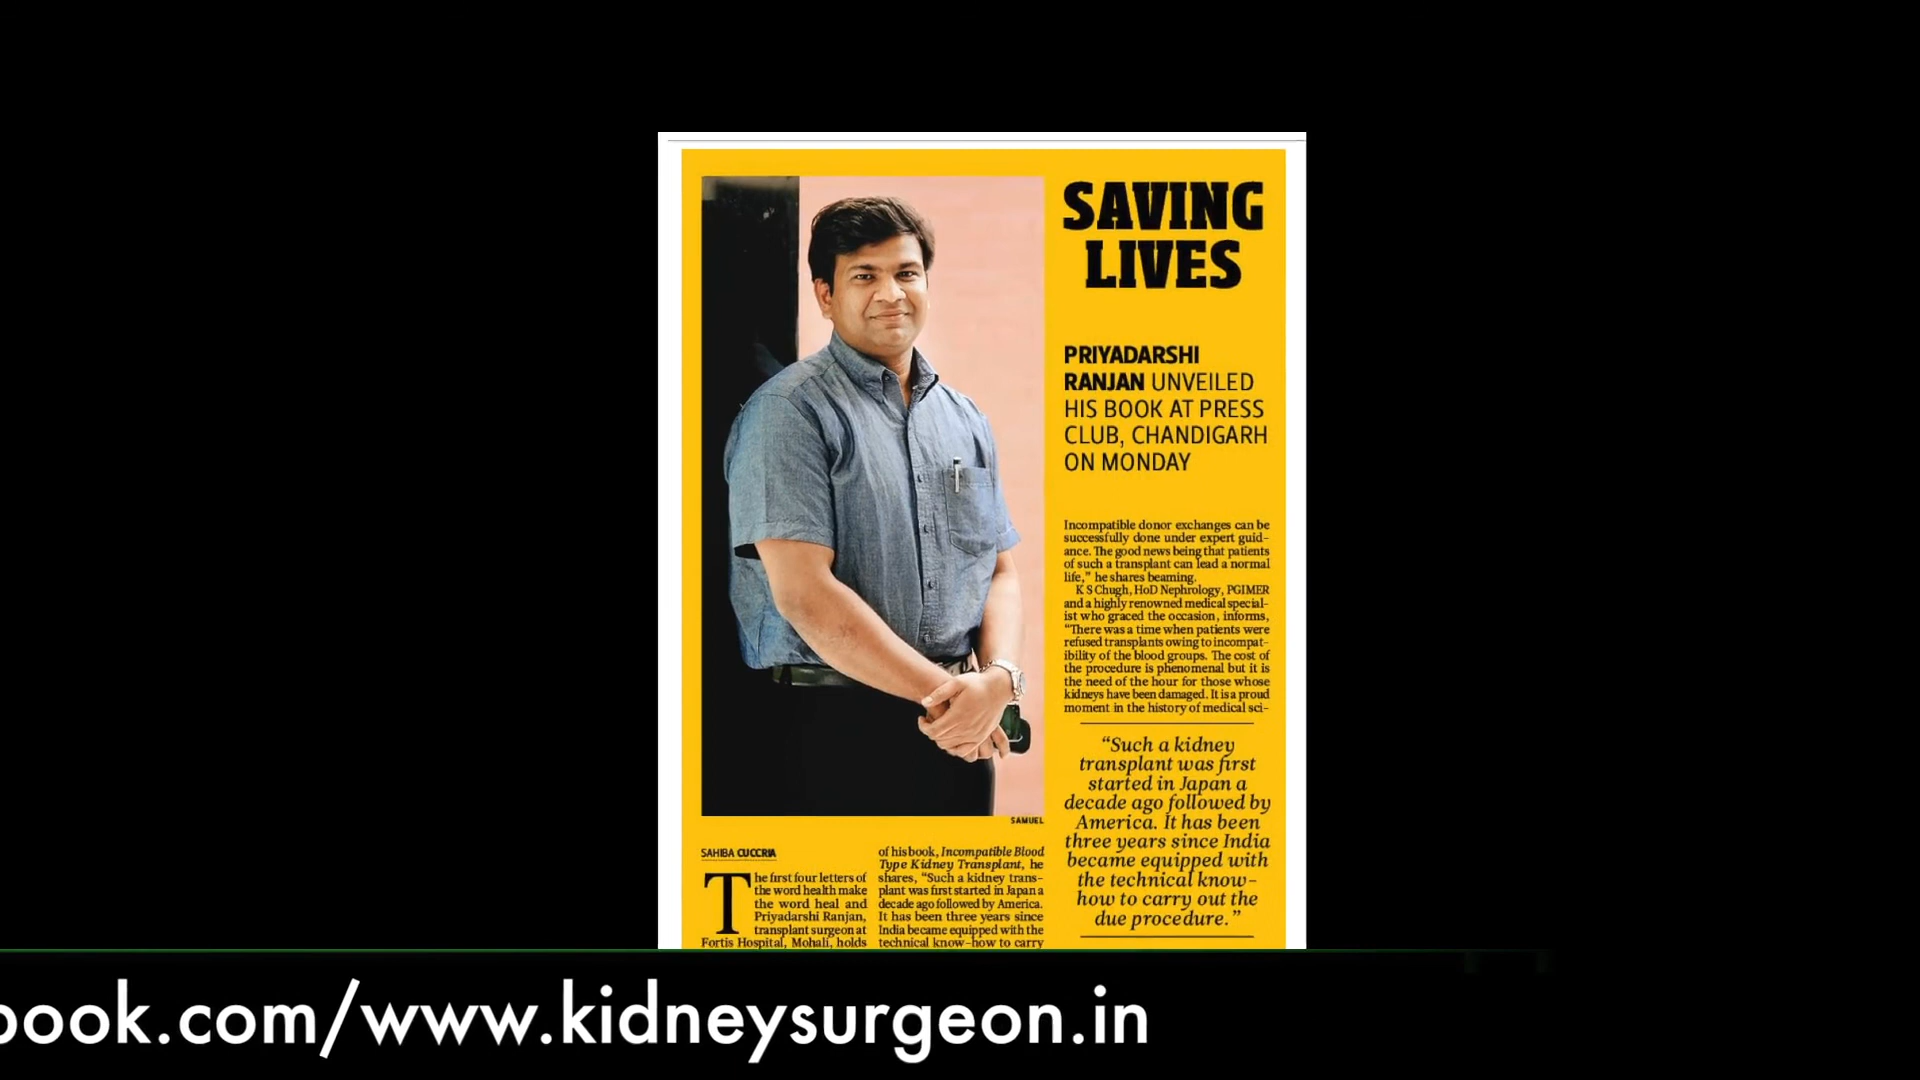 SAVING
LIVES
PRIYADARSHI
RANJAN UNVEILED
HIS BOOK AT PRESS
CLUB, CHANDIGARH
ON MONDAY
Incompatible donor exchanges can be
successfully done under expert guid-
ance. The good news being that patients
of such a transplant can lead a normal
life,” he shares beaming.
K S Chugh, HoD Nephrology, PGIMER
and a highly renowned medical special-
ist who graced the occasion, informs,
“There was a time when patients were
refused transplants owing to incompat-
ibility of the blood groups. The cost of
the procedure is phenomenal but it is
the need of the hour for those whose
kidneys have been damaged. It is a proud
moment in the history of medical sci-
“Such a kidney
transplant was first
started in Japan a
decade ago followed by
America. It has been
three years since India
became equipped with
the technical know-
how to carry out the
due procedure.”
SAMUEL
SAHIBA CUCCRIA
The first four letters of
the word health make
the word heal and
Priyadarshi Ranjan,
transplant surgeon at
Fortis Hospital, Mohali, holds
of his book, Incompatible Blood
Type Kidney Transplant, he
shares, “Such a kidney trans-
plant was first started in Japan a
decade ago followed by America.
It has been three years since
India became equipped with the
technical know-how to carry
book.com/www.kidneysurgeon.in